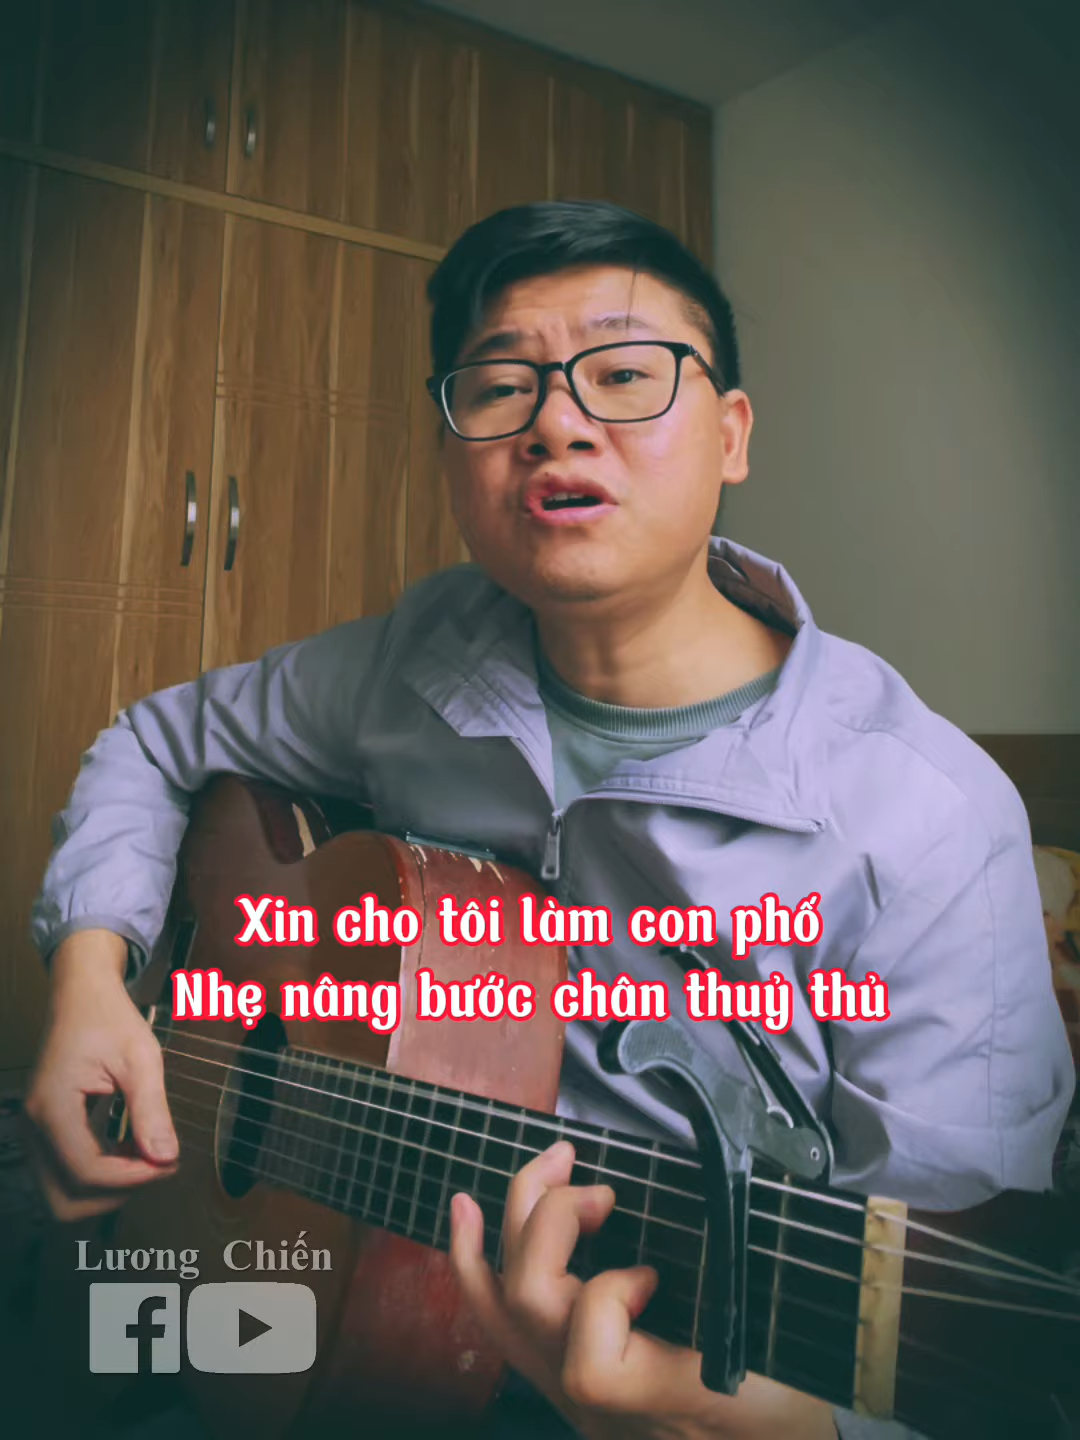 Xin cho tôi làm con phố
Nhẹ nâng bước chân thuỷ thủ
Lương Chiến